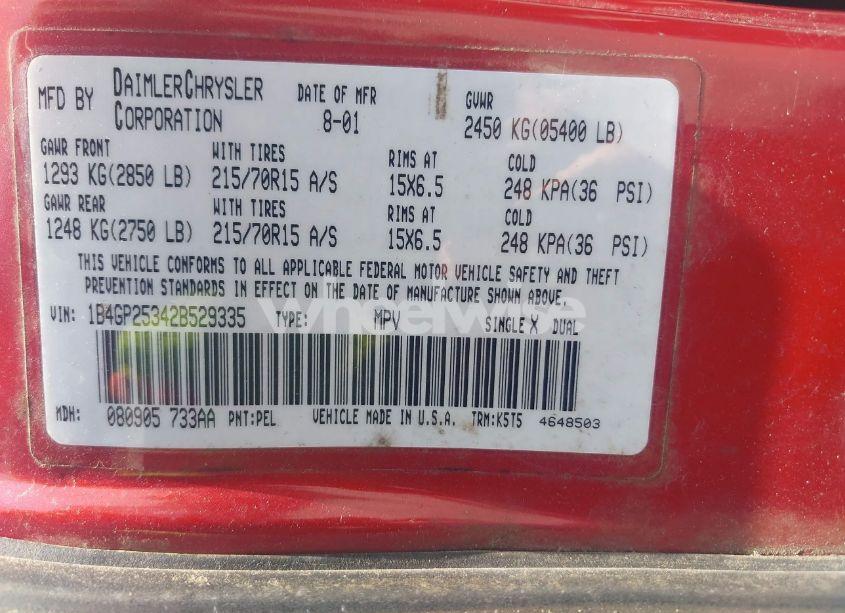 MFD BY DAIMLERCHRYSLER CORPORATION DATE OF MFR 8-01 GVWR 2450 KG(05400 LB)
GAWR FRONT WITH TIRES RIMS AT COLD
1293 KG(2850 LB) 215/70R15 A/S 15X6.5 248 KPA(36 PSI)
GAWR REAR WITH TIRES RIMS AT COLD
1248 KG(2750 LB) 215/70R15 A/S 15X6.5 248 KPA(36 PSI)
THIS VEHICLE CONFORMS TO ALL APPLICABLE FEDERAL MOTOR VEHICLE SAFETY AND THEFT
PREVENTION STANDARDS IN EFFECT ON THE DATE OF MANUFACTURE SHOWN ABOVE.
VIN: 1B4GP25342B529335 TYPE: MPV SINGLE X DUAL
MDH: 080905 733AA PNT:PEL VEHICLE MADE IN U.S.A. TRM:K5T5 4648503
wheelwise